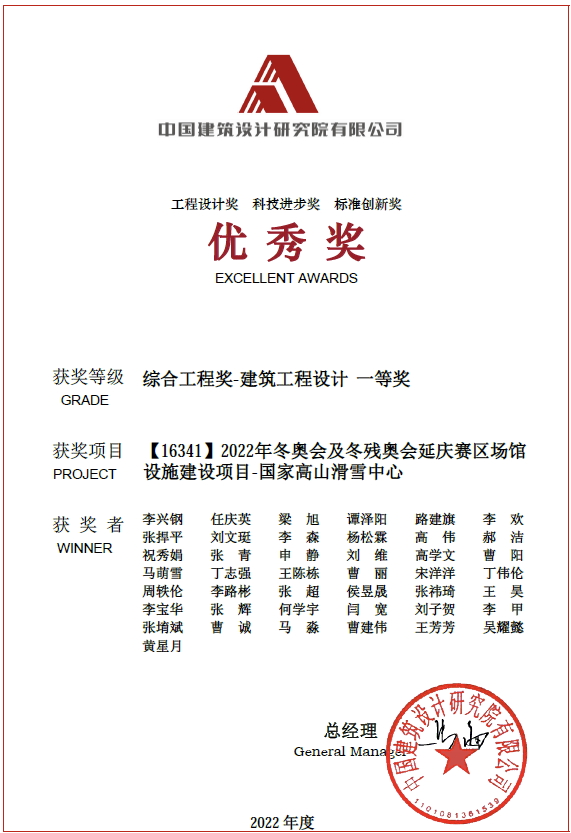 中国建筑设计研究院有限公司
工程设计奖 科技进步奖 标准创新奖
优秀奖
EXCELLENT AWARDS
获奖等级 综合工程奖-建筑工程设计 一等奖
GRADE
获奖项目 【16341】2022年冬奥会及冬残奥会延庆赛区场馆
PROJECT 设施建设项目-国家高山滑雪中心
获奖者 李兴钢 任庆英 梁旭 谭泽阳 路建旗 李欢
WINNER 张捍平 刘文珽 李森 杨松霖 高伟 郝洁
祝秀娟 张青 申静 刘维 高学文 曹阳
马萌雪 丁志强 王陈栋 曹丽 宋洋洋 丁伟伦
周轶伦 李路彬 张超 侯昱晟 张祎琦 王昊
李宝华 张辉 何学宇 闫宽 刘子贺 李甲
张堉斌 曹诚 马淼 曹建伟 王芳芳 吴耀懿
黄星月
总经理
General Manager
中国建筑设计研究院有限公司
1101081361539
2022 年度